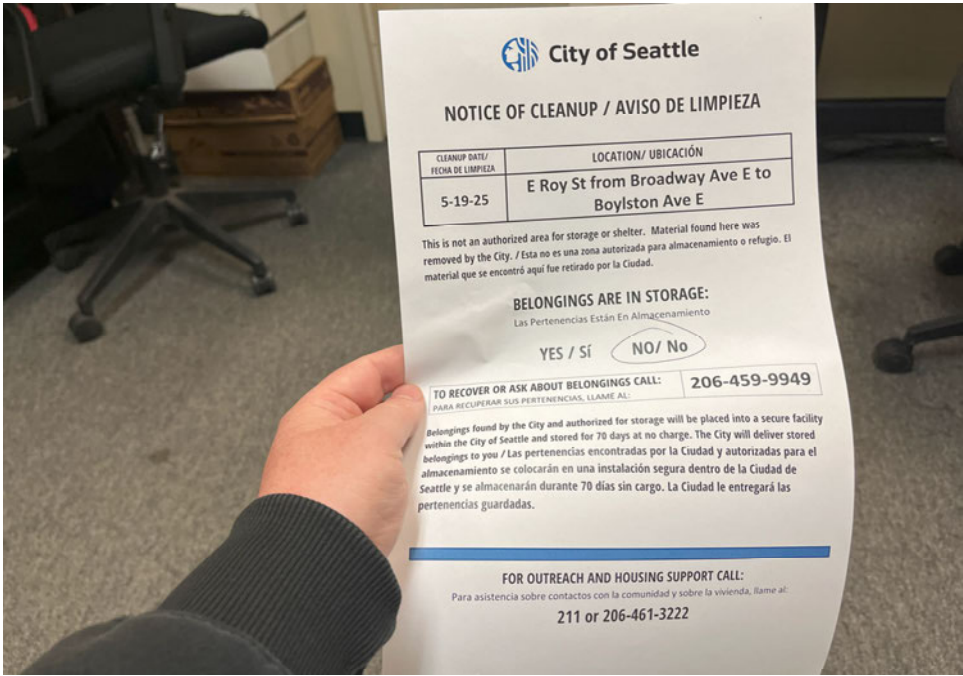 City of Seattle
NOTICE OF CLEANUP / AVISO DE LIMPIEZA
CLEANUP DATE/
FECHA DE LIMPIEZA
LOCATION/ UBICACIÓN
5-19-25
E Roy St from Broadway Ave E to
Boylston Ave E
This is not an authorized area for storage or shelter. Material found here was
removed by the City. / Esta no es una zona autorizada para almacenamiento o refugio. El
material que se encontró aquí fue retirado por la Ciudad.
BELONGINGS ARE IN STORAGE:
Las Pertenencias Están En Almacenamiento
YES / SÍ NO/ No
TO RECOVER OR ASK ABOUT BELONGINGS CALL:
PARA RECUPERAR SUS PERTENENCIAS, LLAME AL:
206-459-9949
Belongings found by the City and authorized for storage will be placed into a secure facility
within the City of Seattle and stored for 70 days at no charge. The City will deliver stored
belongings to you / Las pertenencias encontradas por la Ciudad y autorizadas para el
almacenamiento se colocarán en una instalación segura dentro de la Ciudad de
Seattle y se almacenarán durante 70 días sin cargo. La Ciudad le entregará las
pertenencias guardadas.
FOR OUTREACH AND HOUSING SUPPORT CALL:
Para asistencia sobre contactos con la comunidad y sobre la vivienda, llame al:
211 or 206-461-3222